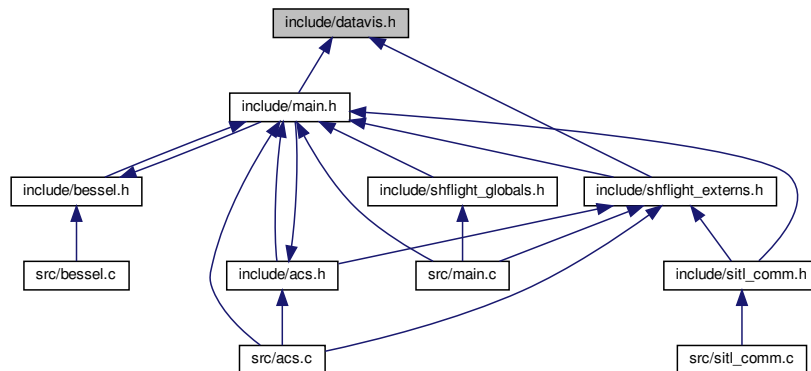 include/datavis.h
include/main.h
include/bessel.h
include/shflight_globals.h
include/shflight_externs.h
src/bessel.c
include/acs.h
src/main.c
include/sitl_comm.h
src/acs.c
src/sitl_comm.c